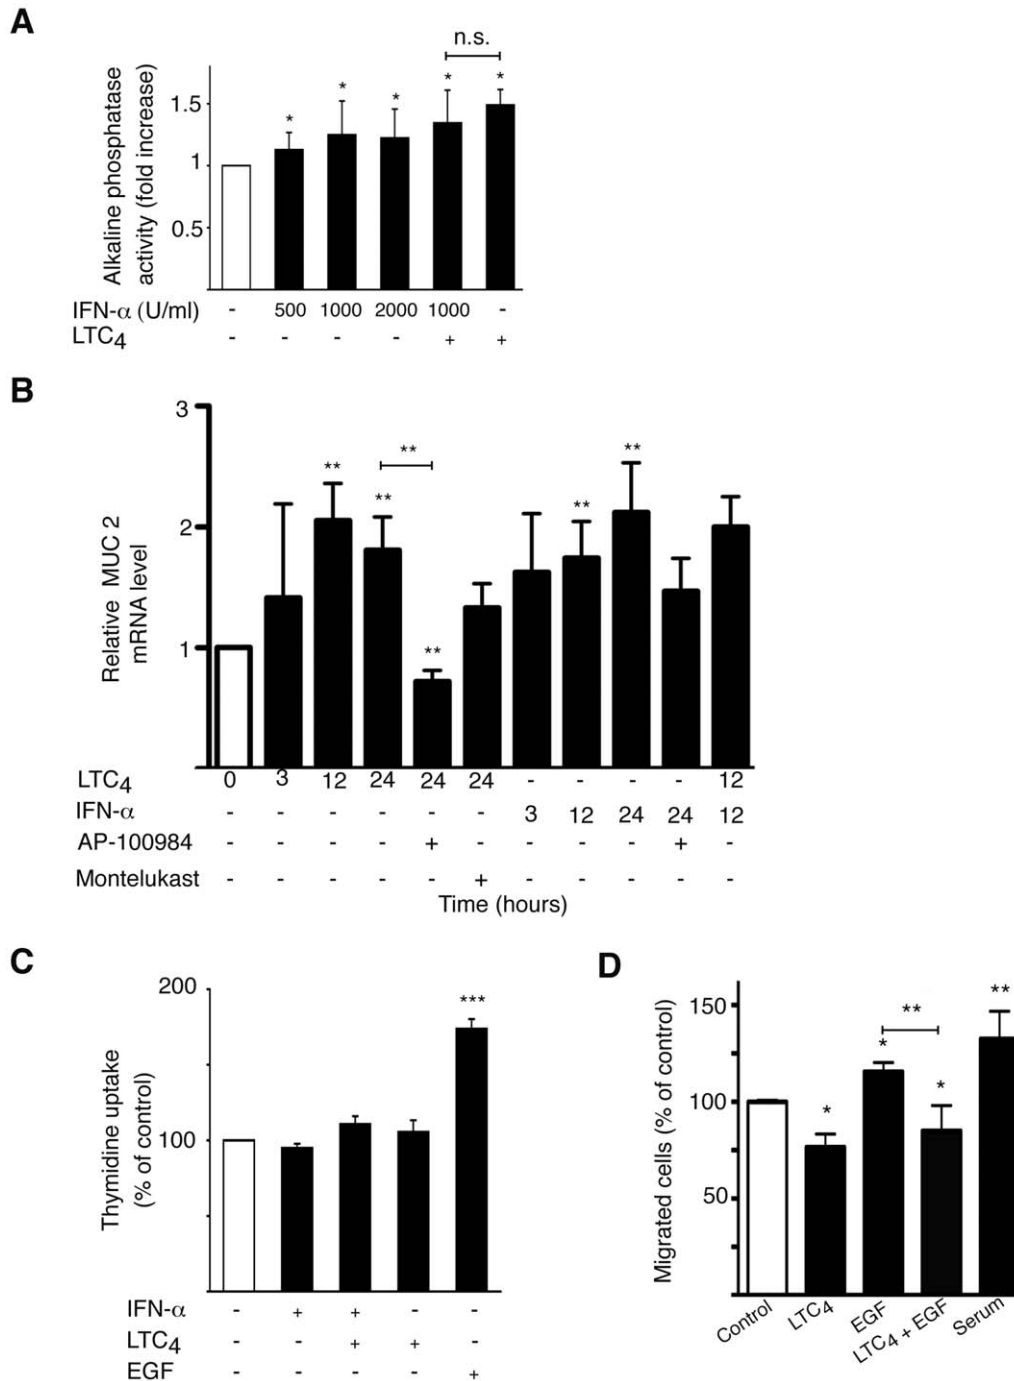 A
n.s.
* * * * *
Alkaline phosphatase
activity (fold increase)
1.5
1
0.5
IFN-α (U/ml) - 500 1000 2000 1000 -
LTC4 - - - - + +
B
3
2
1
Relative MUC 2
mRNA level
** ** ** ** ** **
LTC4 0 3 12 24 24 24 - - - - 12
IFN-α - - - - - - 3 12 24 24 12
AP-100984 - - - - + - - - - + -
Montelukast - - - - - + - - - - -
Time (hours)
C
200
100
Thymidine uptake
(% of control)
***
IFN-α - + + - -
LTC4 - - + + -
EGF - - - - +
D
150
100
50
Migrated cells (% of control)
* * ** * **
Control
LTC4
EGF
LTC4 + EGF
Serum